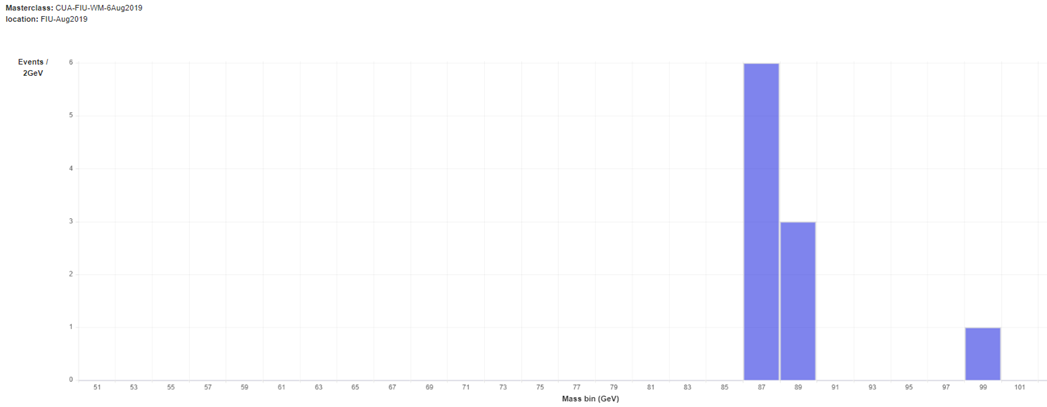 Masterclass: CUA-FIU-WM-6Aug2019
location: FIU-Aug2019
Events /
2GeV
6
5
4
3
2
1
0
51 53 55 57 59 61 63 65 67 69 71 73 75 77 79 81 83 85 87 89 91 93 95 97 99 101
Mass bin (GeV)